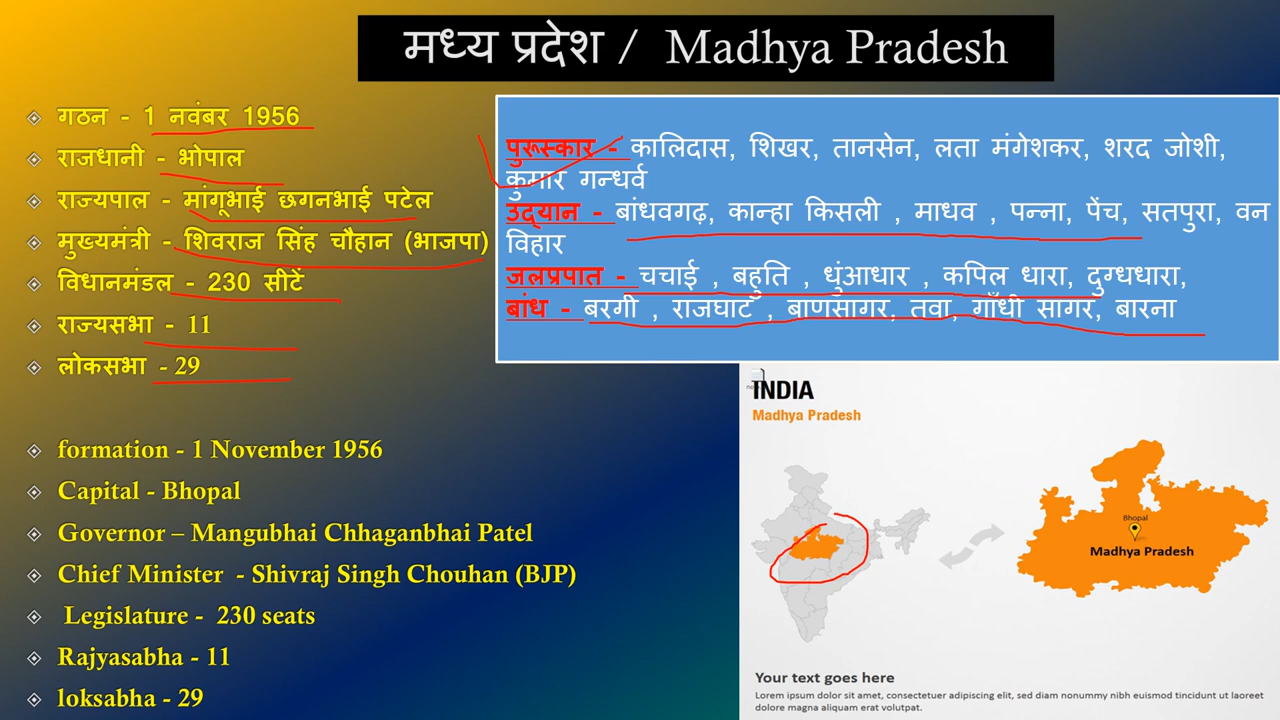 मध्य प्रदेश / Madhya Pradesh
गठन - 1 नवंबर 1956
राजधानी - भोपाल
राज्यपाल - मांगूभाई छगनभाई पटेल
मुख्यमंत्री - शिवराज सिंह चौहान (भाजपा)
विधानमंडल - 230 सीटें
राज्यसभा - 11
लोकसभा - 29
formation - 1 November 1956
Capital - Bhopal
Governor – Mangubhai Chhaganbhai Patel
Chief Minister - Shivraj Singh Chouhan (BJP)
Legislature - 230 seats
Rajyasabha - 11
loksabha - 29
पुरूस्कार - कालिदास, शिखर, तानसेन, लता मंगेशकर, शरद जोशी,
कुमार गन्धर्व
उद्यान - बांधवगढ़, कान्हा किसली , माधव , पन्ना, पेंच, सतपुरा, वन
विहार
जलप्रपात - चचाई , बहुति , धुंआधार , कपिल धारा, दुग्धधारा,
बांध - बरगी , राजघाट , बाणसागर, तवा, गाँधी सागर, बारना
INDIA
Madhya Pradesh
Bhopal
Madhya Pradesh
Your text goes here
Lorem ipsum dolor sit amet, consectetuer adipiscing elit, sed diam nonummy nibh euismod tincidunt ut laoreet
dolore magna aliquam erat volutpat.